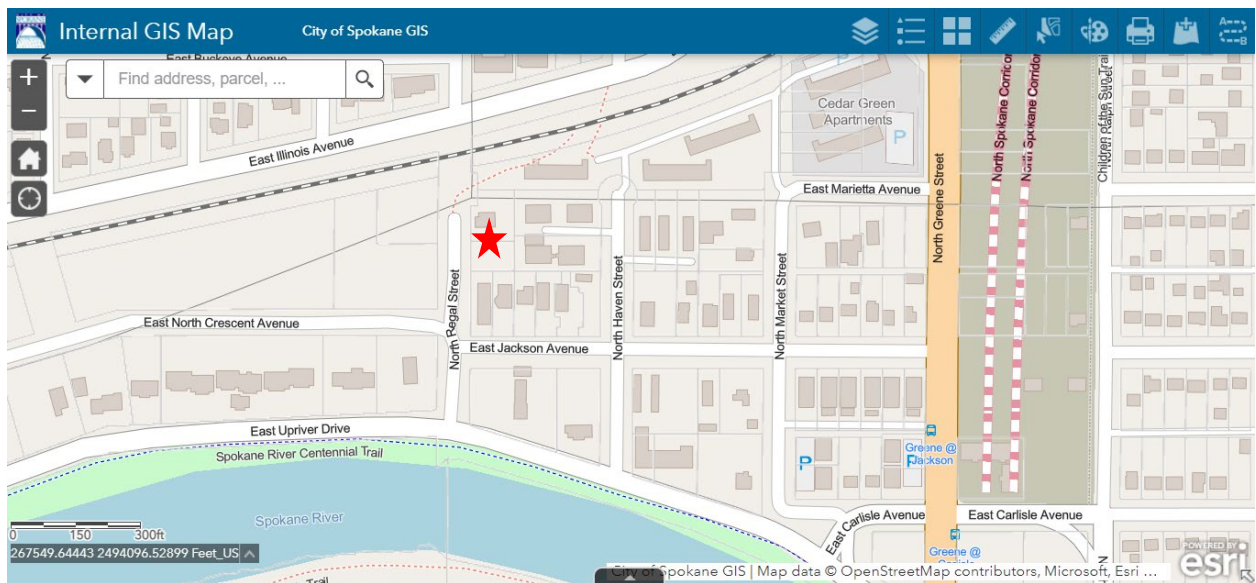 Internal GIS Map
City of Spokane GIS
East Buckeye Avenue
Find address, parcel, ...
+
−
East Illinois Avenue
Cedar Green
Apartments
P
P
North Spokane Corridor
North Spokane Corridor
Children of the Sun Trail
North Ralph Street
East Marietta Avenue
North Greene Street
North Regal Street
North Haven Street
North Market Street
East North Crescent Avenue
East Jackson Avenue
East Upriver Drive
Spokane River Centennial Trail
Greene @
Jackson
P
P
Spokane River
East Carlisle Avenue
East Carlisle Avenue
Greene @
0 150 300ft
267549.64443 2494096.52899 Feet_US
Trail
N
City of Spokane GIS | Map data © OpenStreetMap contributors, Microsoft, Esri ...
POWERED BY
esri